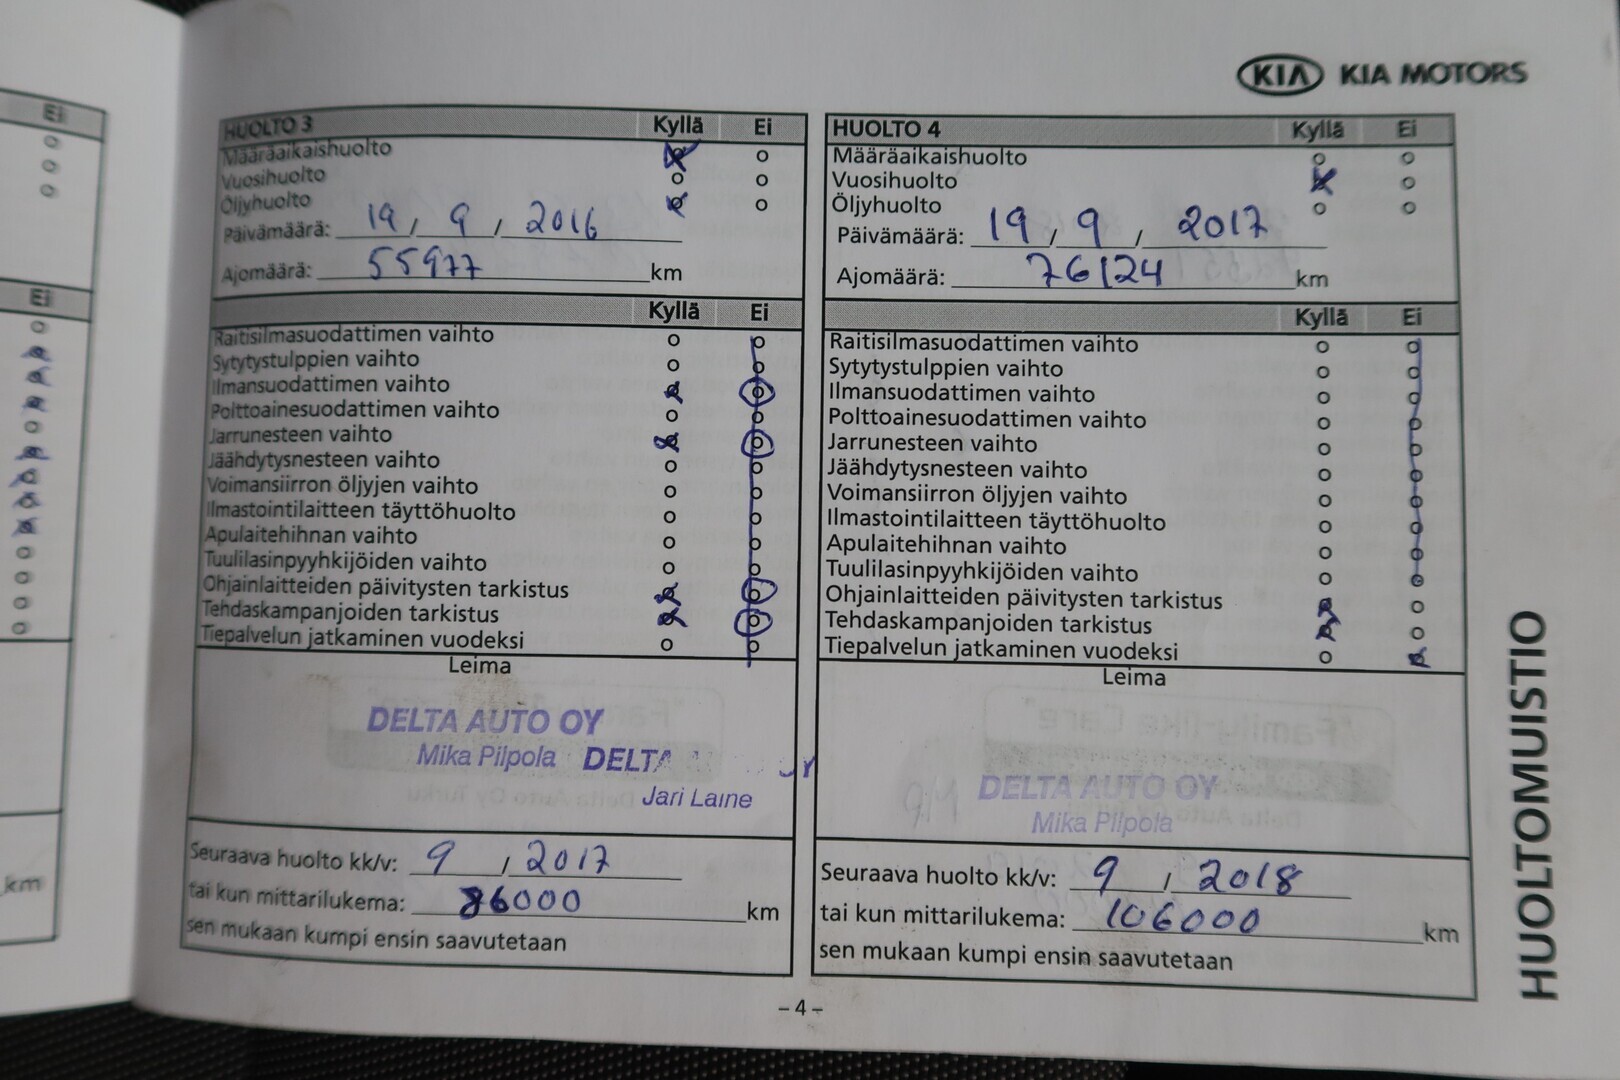 KIA KIA MOTORS
Ei
Ei
km
HUOLTO 3 Kyllä Ei
Määräaikaishuolto
Vuosihuolto
Öljyhuolto
Päivämäärä: 19 / 9 / 2016
Ajomäärä: 55977 km
Kyllä Ei
Raitisilmasuodattimen vaihto
Sytytystulppien vaihto
Ilmansuodattimen vaihto
Polttoainesuodattimen vaihto
Jarrunesteen vaihto
Jäähdytysnesteen vaihto
Voimansiirron öljyjen vaihto
Ilmastointilaitteen täyttöhuolto
Apulaitehihnan vaihto
Tuulilasinpyyhkijöiden vaihto
Ohjainlaitteiden päivitysten tarkistus
Tehdaskampanjoiden tarkistus
Tiepalvelun jatkaminen vuodeksi
Leima
DELTA AUTO OY
Mika Pilpola DELTA
Jari Laine
Seuraava huolto kk/v: 9 / 2017
tai kun mittarilukema: 86000 km
sen mukaan kumpi ensin saavutetaan
HUOLTO 4 Kyllä Ei
Määräaikaishuolto
Vuosihuolto
Öljyhuolto
Päivämäärä: 19 / 9 / 2017
Ajomäärä: 76124 km
Kyllä Ei
Raitisilmasuodattimen vaihto
Sytytystulppien vaihto
Ilmansuodattimen vaihto
Polttoainesuodattimen vaihto
Jarrunesteen vaihto
Jäähdytysnesteen vaihto
Voimansiirron öljyjen vaihto
Ilmastointilaitteen täyttöhuolto
Apulaitehihnan vaihto
Tuulilasinpyyhkijöiden vaihto
Ohjainlaitteiden päivitysten tarkistus
Tehdaskampanjoiden tarkistus
Tiepalvelun jatkaminen vuodeksi
Leima
DELTA AUTO OY
Mika Pilpola
Seuraava huolto kk/v: 9 / 2018
tai kun mittarilukema: 106000 km
sen mukaan kumpi ensin saavutetaan
HUOLTOMUISTIO
– 4 –